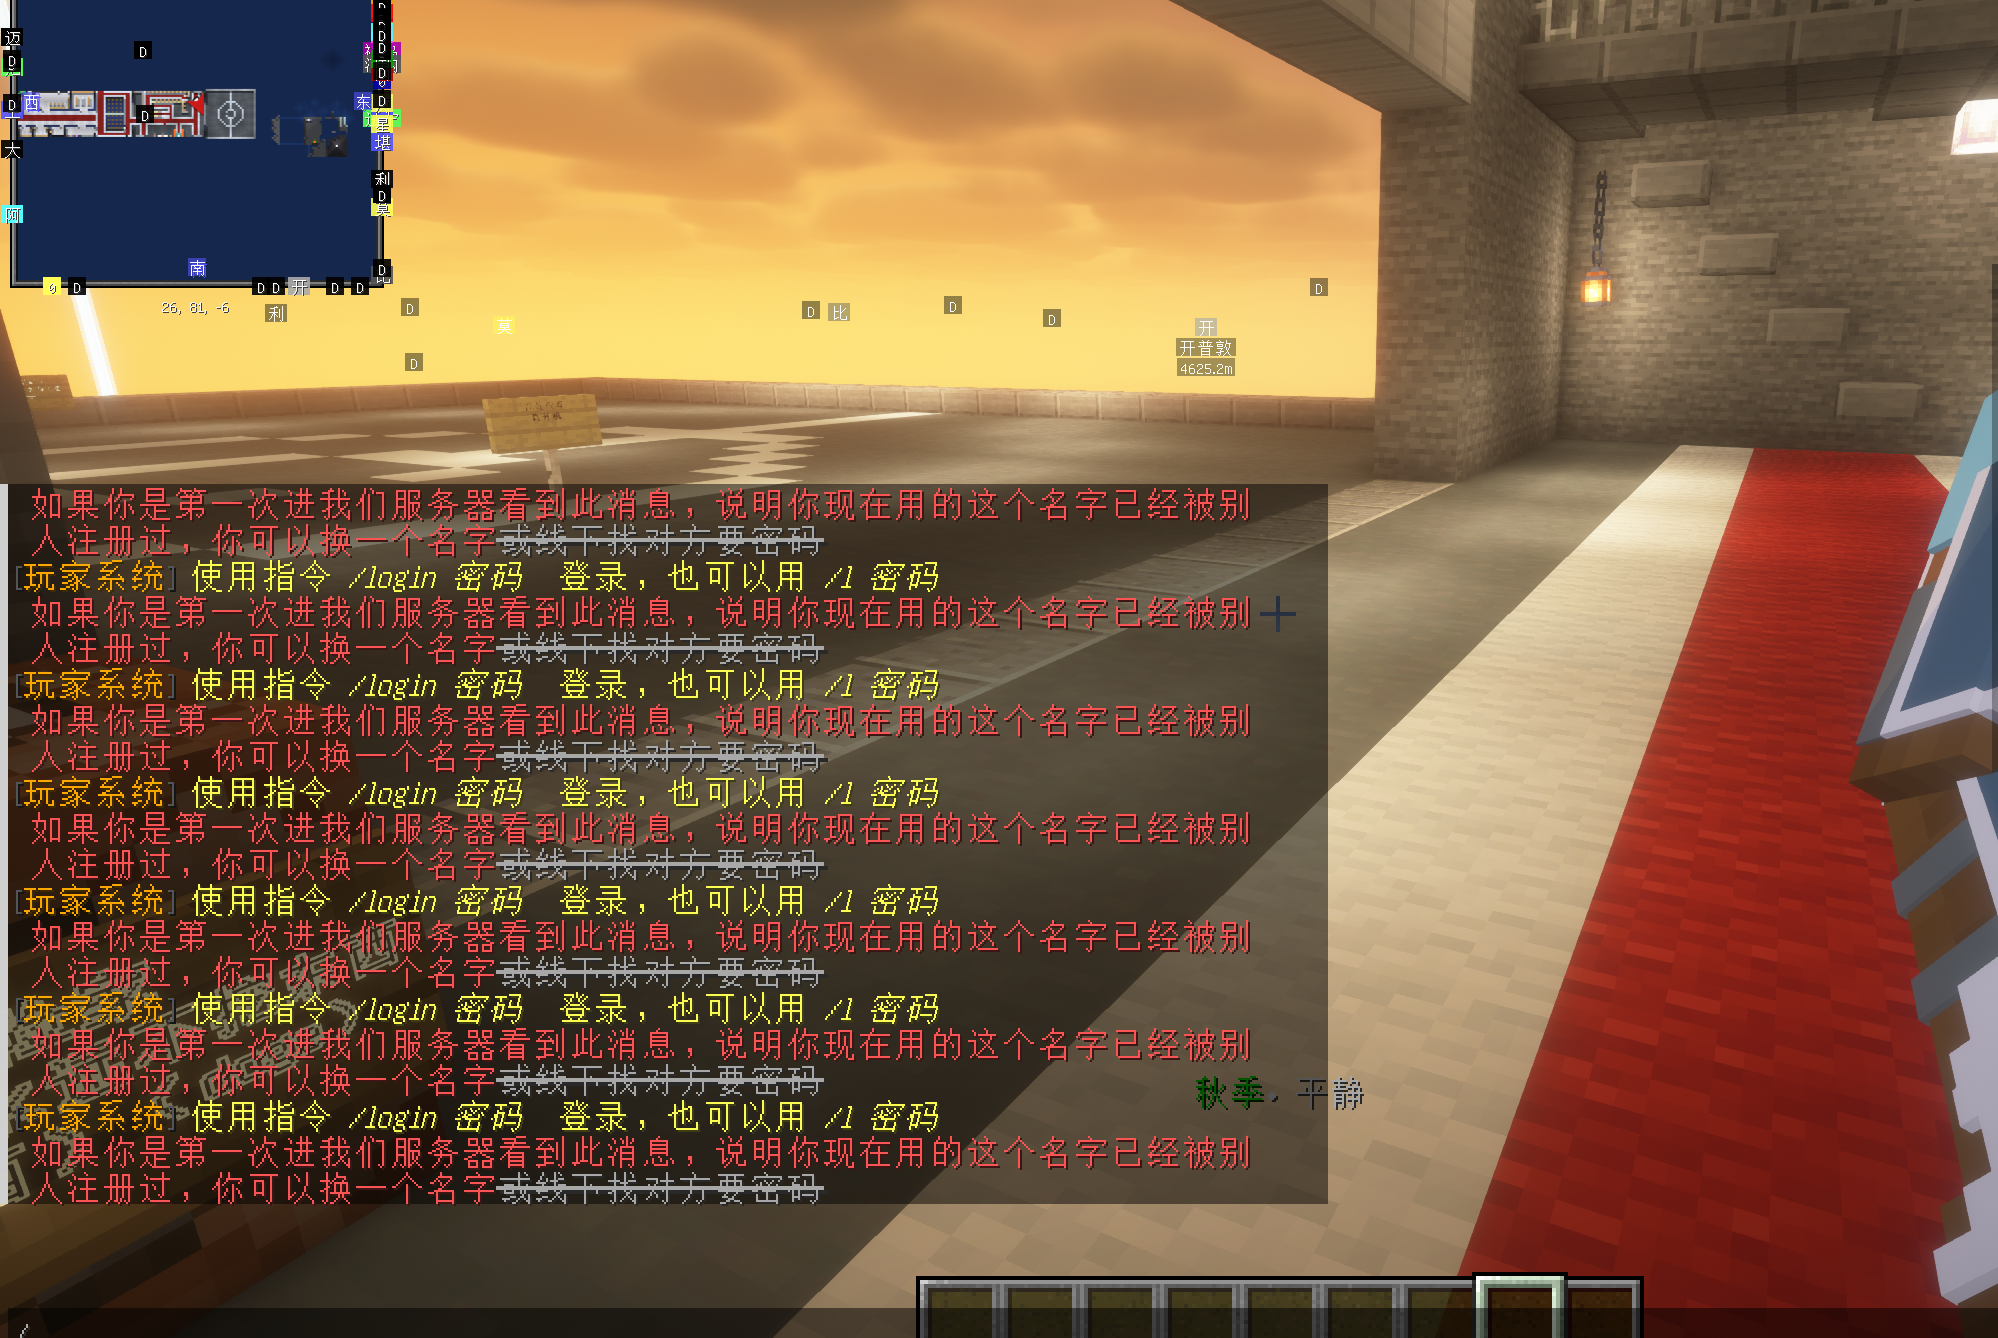 迈
D
D
D
西
D
D
东
大
阿
南
D
D
D
D
星
堪
利
D
D
D
D D 开 D D
26, 81, -6
利
D
莫
D
比
D
D
D
D
开
开普敦
4625.2m
如果你是第一次进我们服务器看到此消息，说明你现在用的这个名字已经被别
人注册过，你可以换一个名字或线下找对方要密码
[玩家系统] 使用指令 /login 密码 登录，也可以用 /l 密码
如果你是第一次进我们服务器看到此消息，说明你现在用的这个名字已经被别
人注册过，你可以换一个名字或线下找对方要密码
[玩家系统] 使用指令 /login 密码 登录，也可以用 /l 密码
如果你是第一次进我们服务器看到此消息，说明你现在用的这个名字已经被别
人注册过，你可以换一个名字或线下找对方要密码
[玩家系统] 使用指令 /login 密码 登录，也可以用 /l 密码
如果你是第一次进我们服务器看到此消息，说明你现在用的这个名字已经被别
人注册过，你可以换一个名字或线下找对方要密码
[玩家系统] 使用指令 /login 密码 登录，也可以用 /l 密码
如果你是第一次进我们服务器看到此消息，说明你现在用的这个名字已经被别
人注册过，你可以换一个名字或线下找对方要密码
[玩家系统] 使用指令 /login 密码 登录，也可以用 /l 密码
如果你是第一次进我们服务器看到此消息，说明你现在用的这个名字已经被别
人注册过，你可以换一个名字或线下找对方要密码
[玩家系统] 使用指令 /login 密码 登录，也可以用 /l 密码
如果你是第一次进我们服务器看到此消息，说明你现在用的这个名字已经被别
人注册过，你可以换一个名字或线下找对方要密码
秋季，平静
/